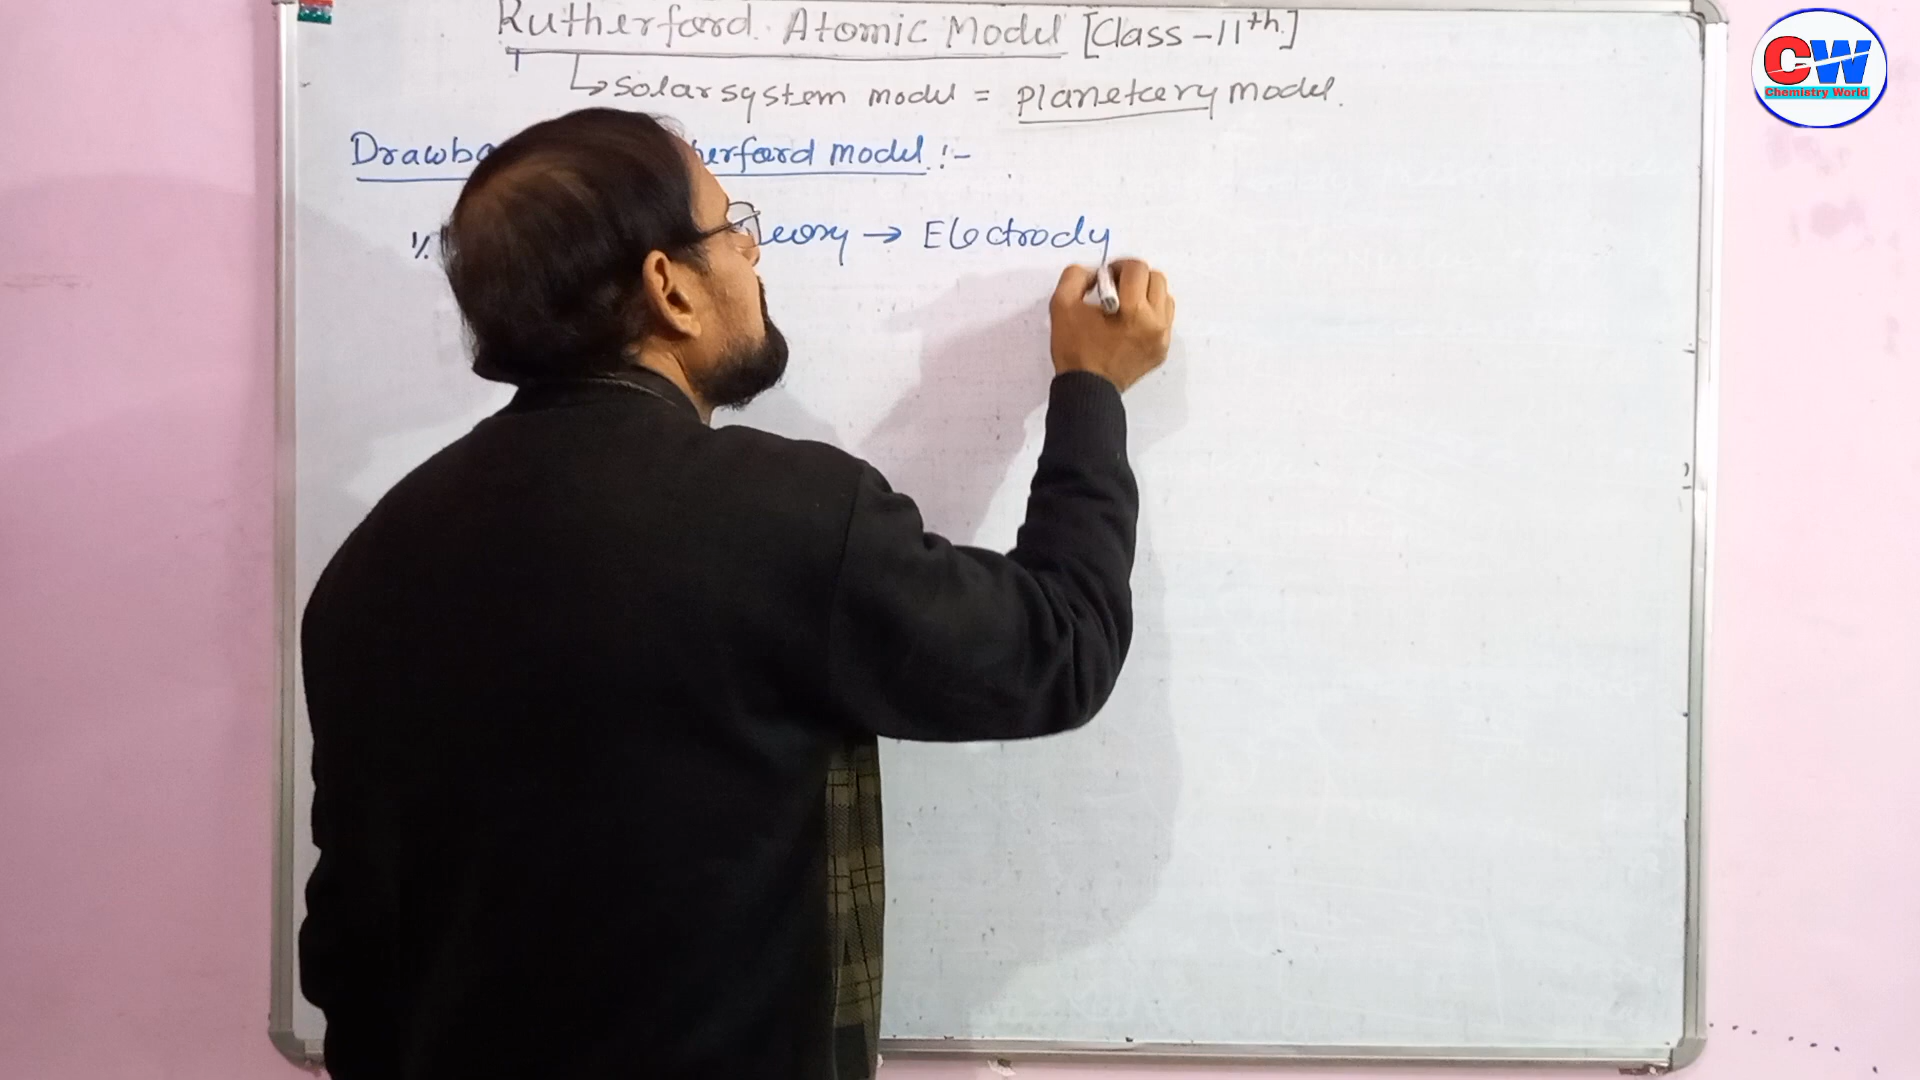 Rutherford. Atomic Model [Class-11th]
Solar system model = planetary model.
Drawba erford model :-
1. eory → Electrody
CW
Chemistry World